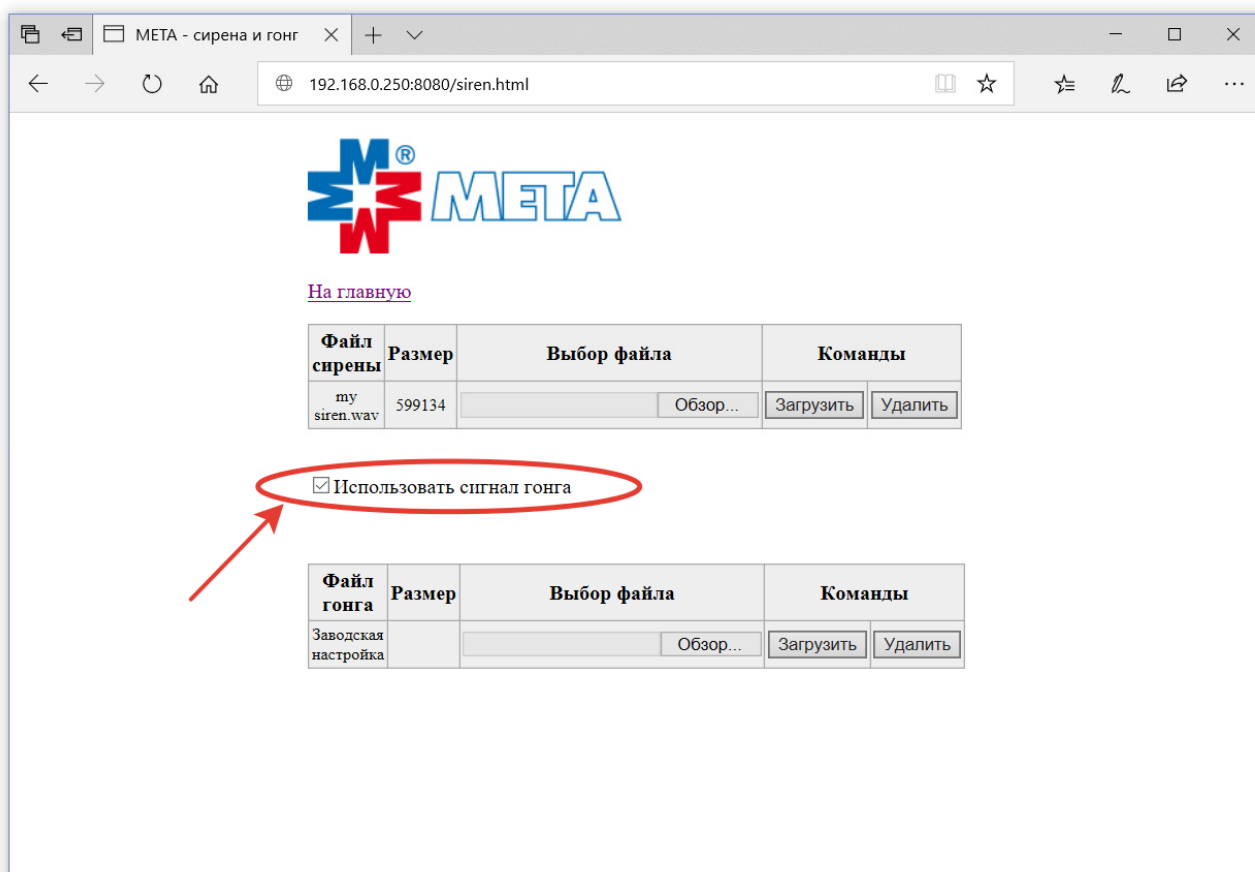 МЕТА - сирена и гонг
192.168.0.250:8080/siren.html
® META
На главную
Файл сирены Размер Выбор файла Команды
my siren.wav 599134 Обзор... Загрузить Удалить
Использовать сигнал гонга
Файл гонга Размер Выбор файла Команды
Заводская настройка Обзор... Загрузить Удалить